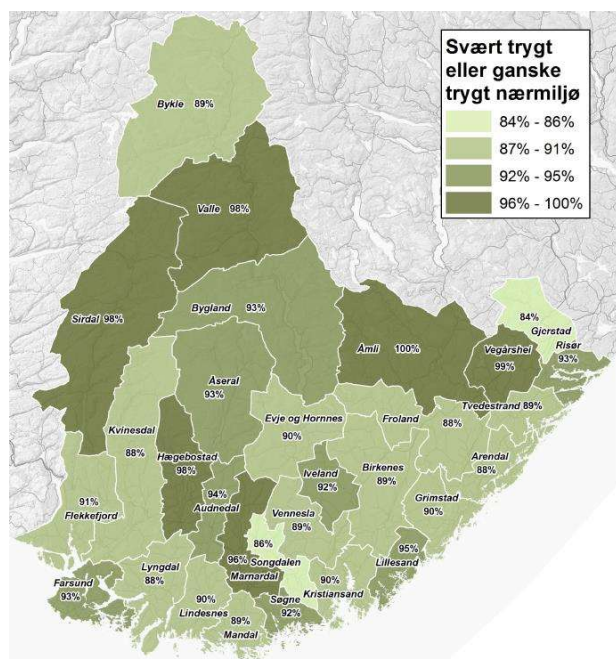 Svært trygt
eller ganske
trygt nærmiljø
84% - 86%
87% - 91%
92% - 95%
96% - 100%
Bykle 89%
Valle 98%
Sirdal 98%
Bygland 93%
Åmli 100%
84%
Gjerstad
Risør
93%
Vegårshei
99%
Tvedestrand 89%
Åseral
93%
Kvinesdal
88%
Hægebostad
98%
Evje og Hornnes
90%
Froland
88%
Arendal
88%
Iveland
92%
Birkenes
89%
Grimstad
90%
91%
Flekkefjord
94%
Audnedal
Vennesla
89%
86%
Songdalen
95%
Lillesand
96%
Marnardal
Farsund
93%
Lyngdal
88%
90%
Lindesnes
89%
Mandal
Søgne
92%
90%
Kristiansand